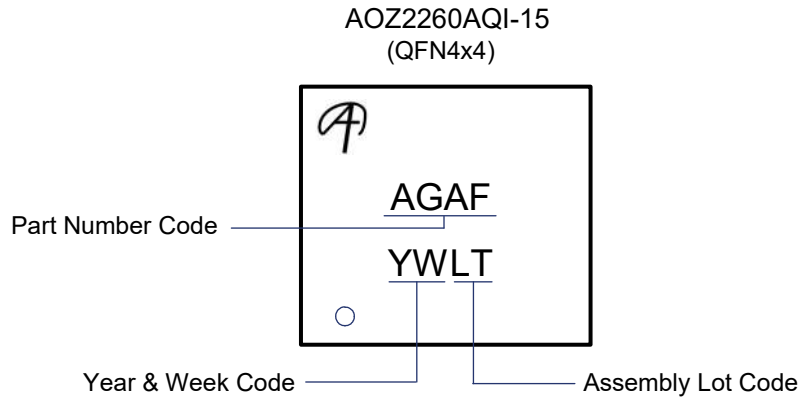 AOZ2260AQI-15
(QFN4x4)
AGAF
Part Number Code
YWLT
Year & Week Code
Assembly Lot Code